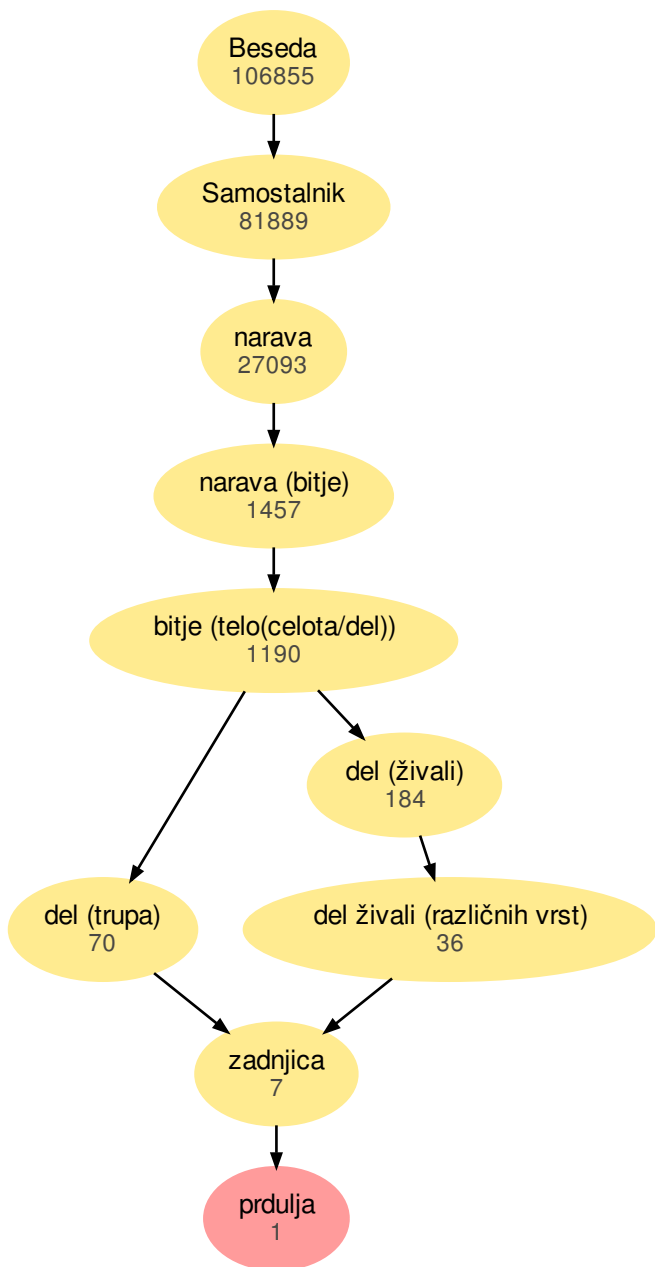 Beseda
106855
Samostalnik
81889
narava
27093
narava (bitje)
1457
bitje (telo(celota/del))
1190
del (živali)
184
del (trupa)
70
del živali (različnih vrst)
36
zadnjica
7
prdulja
1